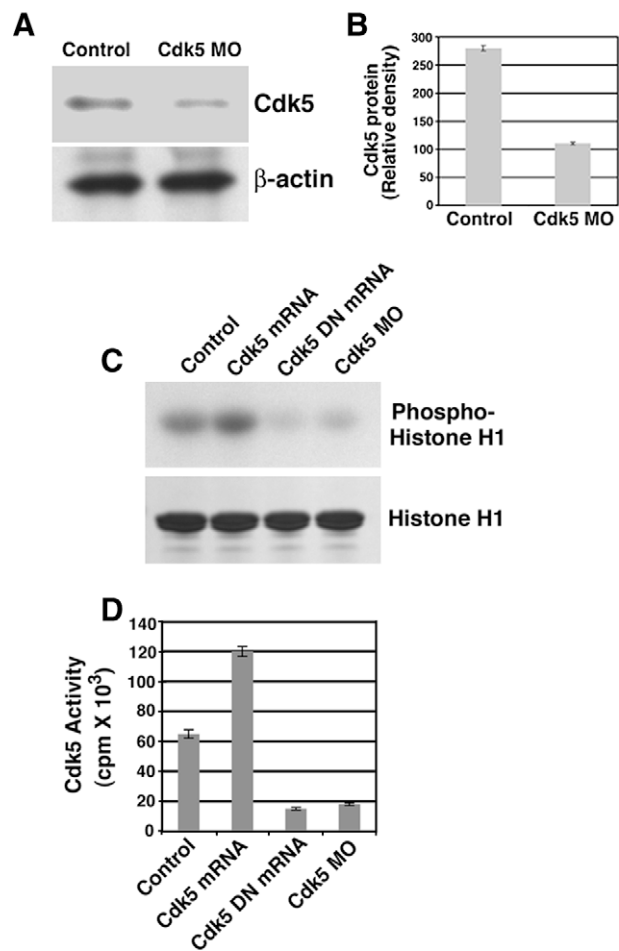 A
Control Cdk5 MO
Cdk5
β-actin
B
Cdk5 protein
(Relative density)
300
250
200
150
100
50
0
Control Cdk5 MO
C
Control
Cdk5 mRNA
Cdk5 DN mRNA
Cdk5 MO
Phospho-
Histone H1
Histone H1
D
Cdk5 Activity
(cpm X 10³)
140
120
100
80
60
40
20
0
Control
Cdk5 mRNA
Cdk5 DN mRNA
Cdk5 MO